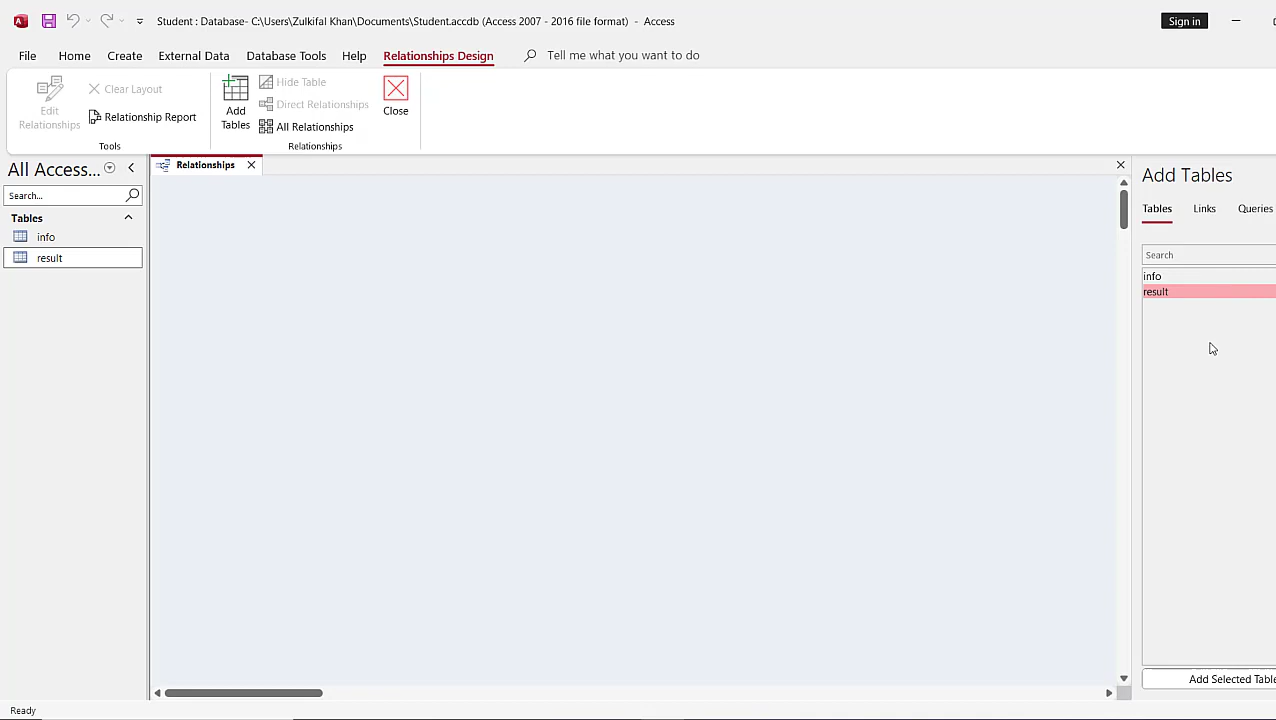 Student : Database- C:\Users\Zulkifal Khan\Documents\Student.accdb (Access 2007 - 2016 file format) - Access
Sign in
File Home Create External Data Database Tools Help Relationships Design Tell me what you want to do
Edit Relationships
Clear Layout
Relationship Report
Tools
Add Tables
Hide Table
Direct Relationships
All Relationships
Close
Relationships
All Access...
Search...
Tables
info
result
Relationships
Add Tables
Tables Links Queries
Search
info
result
Add Selected Table
Ready